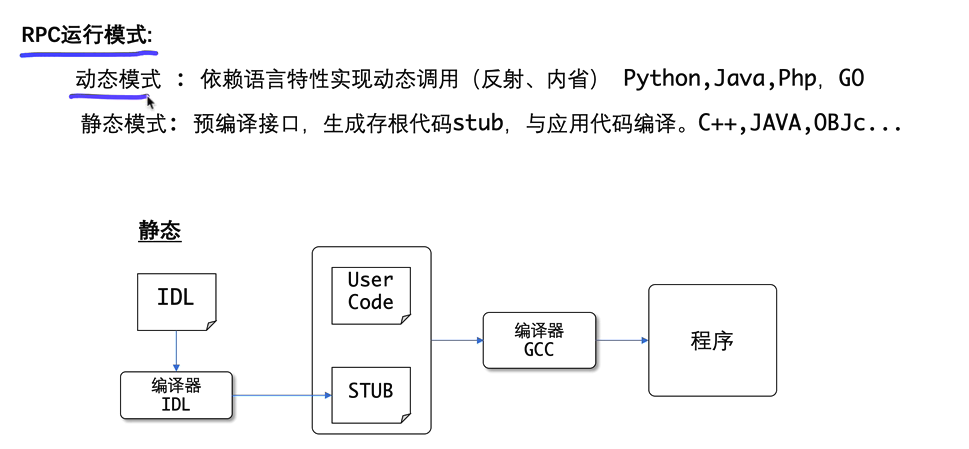 RPC运行模式:
动态模式 : 依赖语言特性实现动态调用（反射、内省） Python,Java,Php, GO
静态模式: 预编译接口, 生成存根代码stub, 与应用代码编译。C++,JAVA,OBJc...
静态
IDL
编译器
IDL
User
Code
STUB
编译器
GCC
程序